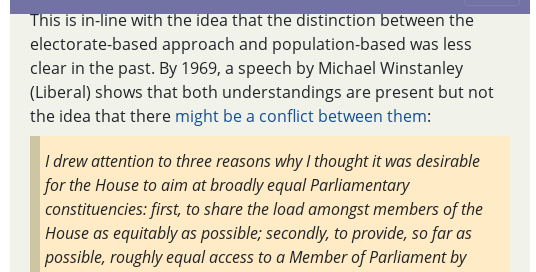 This is in-line with the idea that the distinction between the
electorate-based approach and population-based was less
clear in the past. By 1969, a speech by Michael Winstanley
(Liberal) shows that both understandings are present but not
the idea that there might be a conflict between them:
I drew attention to three reasons why I thought it was desirable
for the House to aim at broadly equal Parliamentary
constituencies: first, to share the load amongst members of the
House as equitably as possible; secondly, to provide, so far as
possible, roughly equal access to a Member of Parliament by